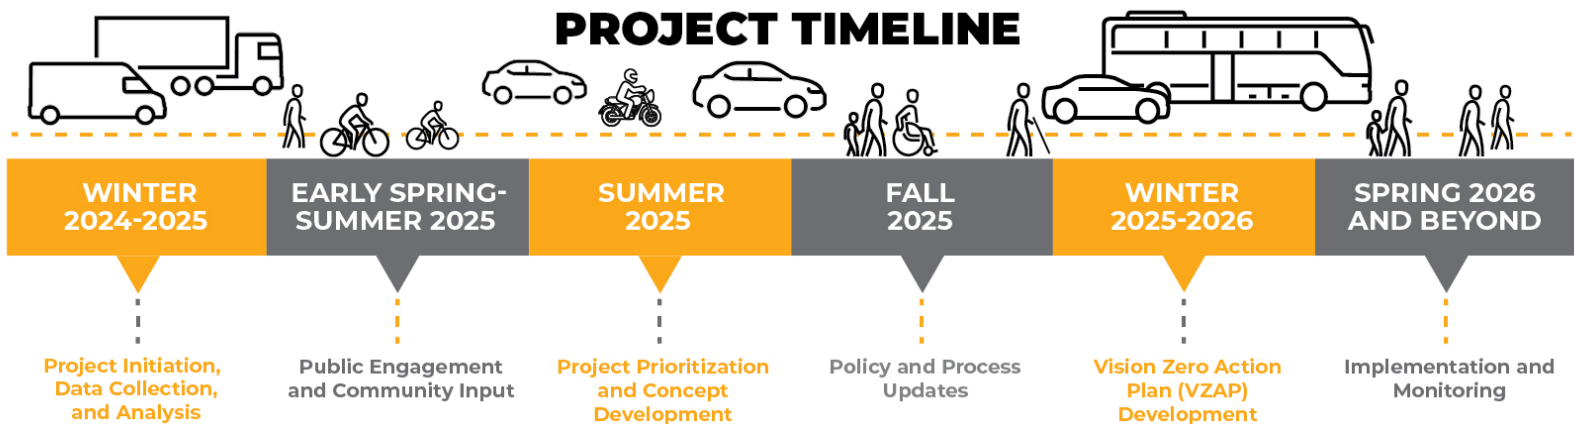 PROJECT TIMELINE
WINTER
2024-2025
EARLY SPRING-
SUMMER 2025
SUMMER
2025
FALL
2025
WINTER
2025-2026
SPRING 2026
AND BEYOND
Project Initiation,
Data Collection,
and Analysis
Public Engagement
and Community Input
Project Prioritization
and Concept
Development
Policy and Process
Updates
Vision Zero Action
Plan (VZAP)
Development
Implementation and
Monitoring